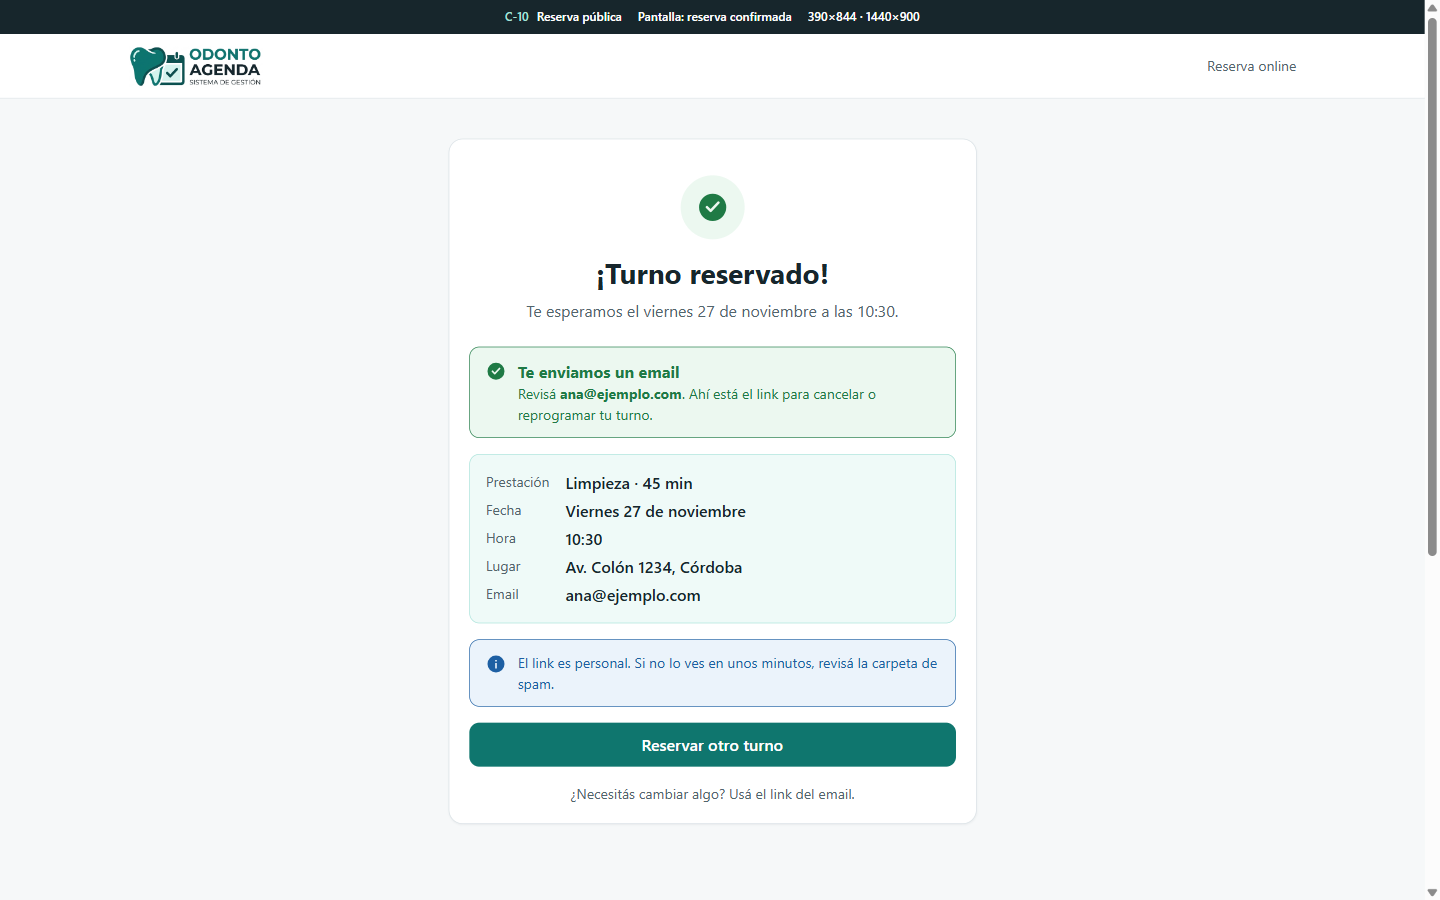 C-10 Reserva pública Pantalla: reserva confirmada 390×844 · 1440×900
ODONTO
AGENDA
SISTEMA DE GESTIÓN
Reserva online
¡Turno reservado!
Te esperamos el viernes 27 de noviembre a las 10:30.
Te enviamos un email
Revisá ana@ejemplo.com. Ahí está el link para cancelar o
reprogramar tu turno.
Prestación Limpieza · 45 min
Fecha Viernes 27 de noviembre
Hora 10:30
Lugar Av. Colón 1234, Córdoba
Email ana@ejemplo.com
El link es personal. Si no lo ves en unos minutos, revisá la carpeta de
spam.
Reservar otro turno
¿Necesitás cambiar algo? Usá el link del email.